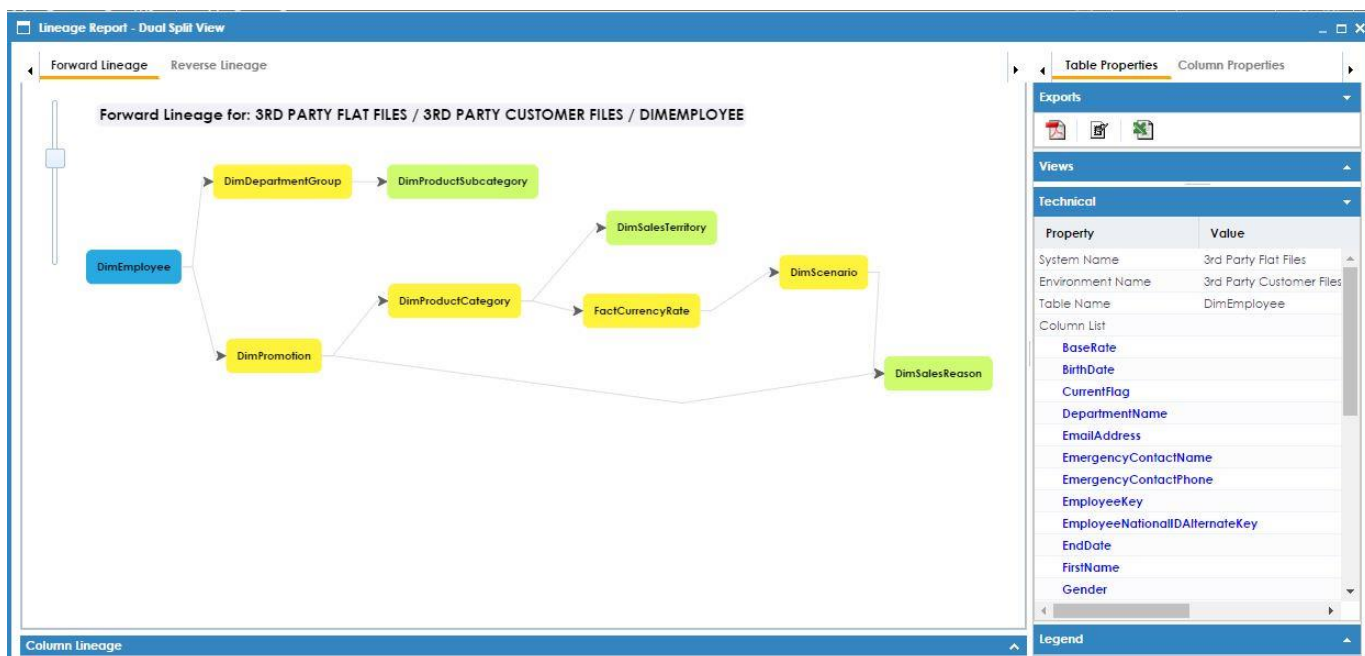 Lineage Report - Dual Split View
Forward Lineage Reverse Lineage
Forward Lineage for: 3RD PARTY FLAT FILES / 3RD PARTY CUSTOMER FILES / DIMEMPLOYEE
DimDepartmentGroup
DimProductSubcategory
DimSalesTerritory
DimEmployee
DimScenario
DimProductCategory
FactCurrencyRate
DimPromotion
DimSalesReason
Column Lineage
Table Properties Column Properties
Exports
Views
Technical
Property Value
System Name 3rd Party Flat Files
Environment Name 3rd Party Customer Files
Table Name DimEmployee
Column List
BaseRate
BirthDate
CurrentFlag
DepartmentName
EmailAddress
EmergencyContactName
EmergencyContactPhone
EmployeeKey
EmployeeNationalIDAlternateKey
EndDate
FirstName
Gender
Legend